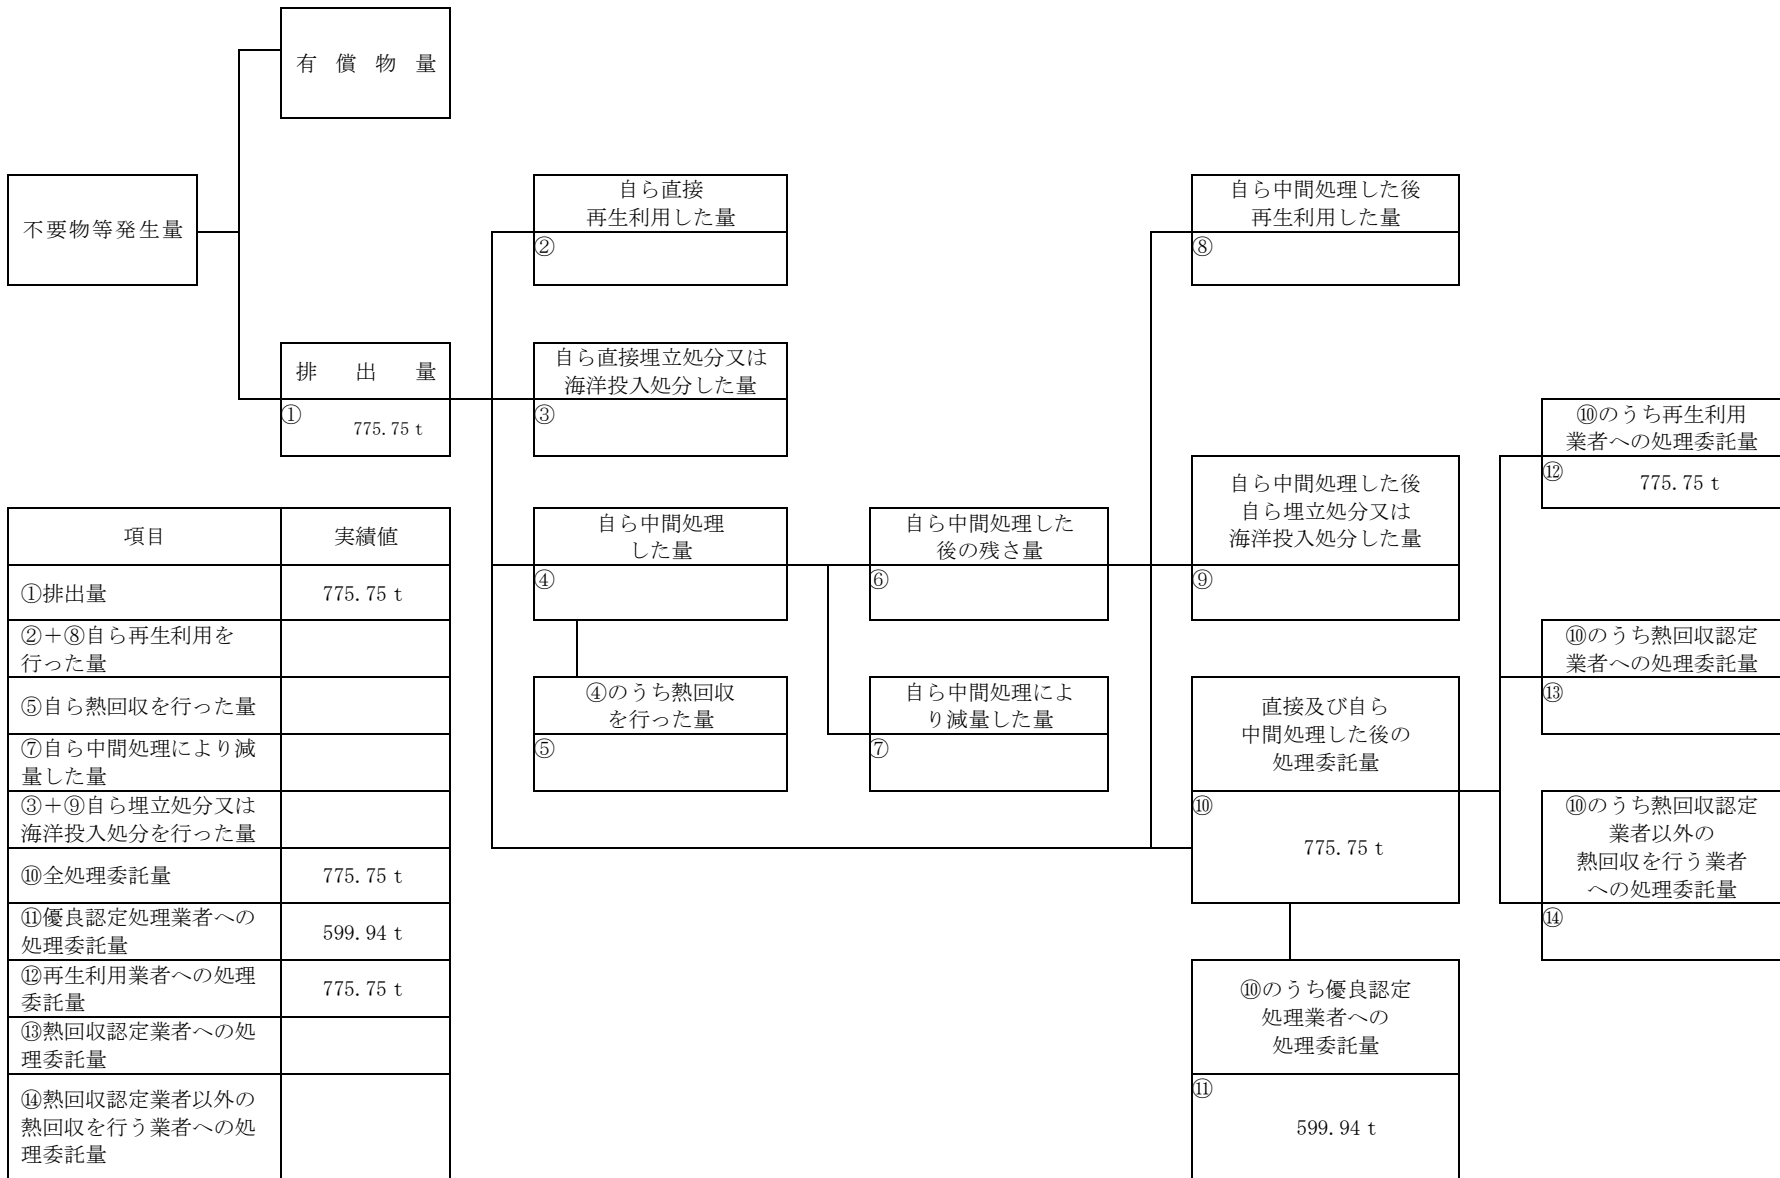 有償物量
不要物等発生量
排出量
①
775.75 t
自ら直接
再生利用した量
②
自ら直接埋立処分又は
海洋投入処分した量
③
自ら中間処理
した量
④
④のうち熱回収
を行った量
⑤
自ら中間処理した
後の残さ量
⑥
自ら中間処理によ
り減量した量
⑦
自ら中間処理した後
再生利用した量
⑧
自ら中間処理した後
自ら埋立処分又は
海洋投入処分した量
⑨
直接及び自ら
中間処理した後の
処理委託量
⑩
775.75 t
⑩のうち優良認定
処理業者への
処理委託量
⑪
599.94 t
⑩のうち再生利用
業者への処理委託量
⑫
775.75 t
⑩のうち熱回収認定
業者への処理委託量
⑬
⑩のうち熱回収認定
業者以外の
熱回収を行う業者
への処理委託量
⑭
項目 実績値
①排出量 775.75 t
②＋⑧自ら再生利用を
行った量
⑤自ら熱回収を行った量
⑦自ら中間処理により減
量した量
③＋⑨自ら埋立処分又は
海洋投入処分を行った量
⑩全処理委託量 775.75 t
⑪優良認定処理業者への
処理委託量 599.94 t
⑫再生利用業者への処理
委託量 775.75 t
⑬熱回収認定業者への処
理委託量
⑭熱回収認定業者以外の
熱回収を行う業者への処
理委託量